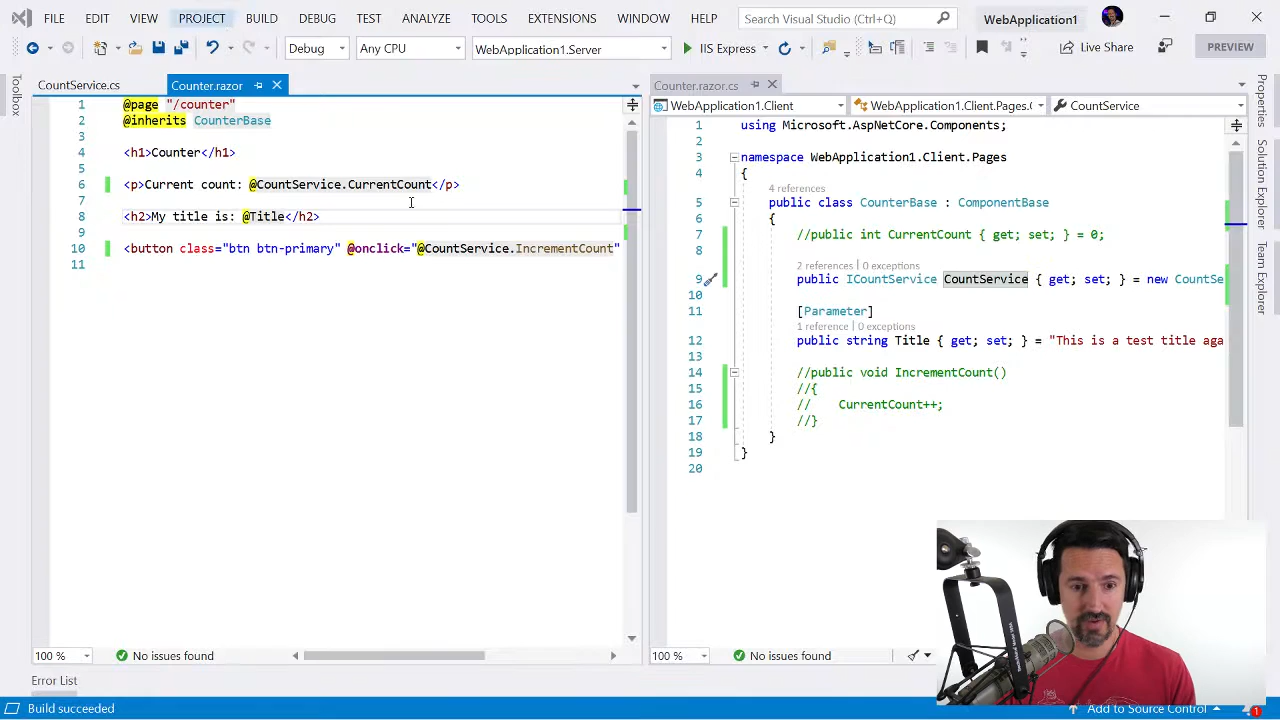 FILE EDIT VIEW PROJECT BUILD DEBUG TEST ANALYZE TOOLS EXTENSIONS WINDOW HELP Search Visual Studio (Ctrl+Q) WebApplication1
Debug Any CPU WebApplication1.Server IIS Express Live Share PREVIEW
Toolbox
CountService.cs Counter.razor
1 @page "/counter"
2 @inherits CounterBase
3
4 <h1>Counter</h1>
5
6 <p>Current count: @CountService.CurrentCount</p>
7
8 <h2>My title is: @Title</h2>
9
10 <button class="btn btn-primary" @onclick="@CountService.IncrementCount"
11
100 % No issues found
Counter.razor.cs
WebApplication1.Client WebApplication1.Client.Pages.( CountService
1 using Microsoft.AspNetCore.Components;
2
3 namespace WebApplication1.Client.Pages
4 {
4 references
5 public class CounterBase : ComponentBase
6 {
7 //public int CurrentCount { get; set; } = 0;
8
2 references | 0 exceptions
9 public ICountService CountService { get; set; } = new CountSe
10
11 [Parameter]
1 reference | 0 exceptions
12 public string Title { get; set; } = "This is a test title aga
13
14 //public void IncrementCount()
15 //{
16 // CurrentCount++;
17 //}
18 }
19 }
20
100 % No issues found
Properties
Solution Explorer
Team Explorer
Error List
Build succeeded Add to Source Control 1